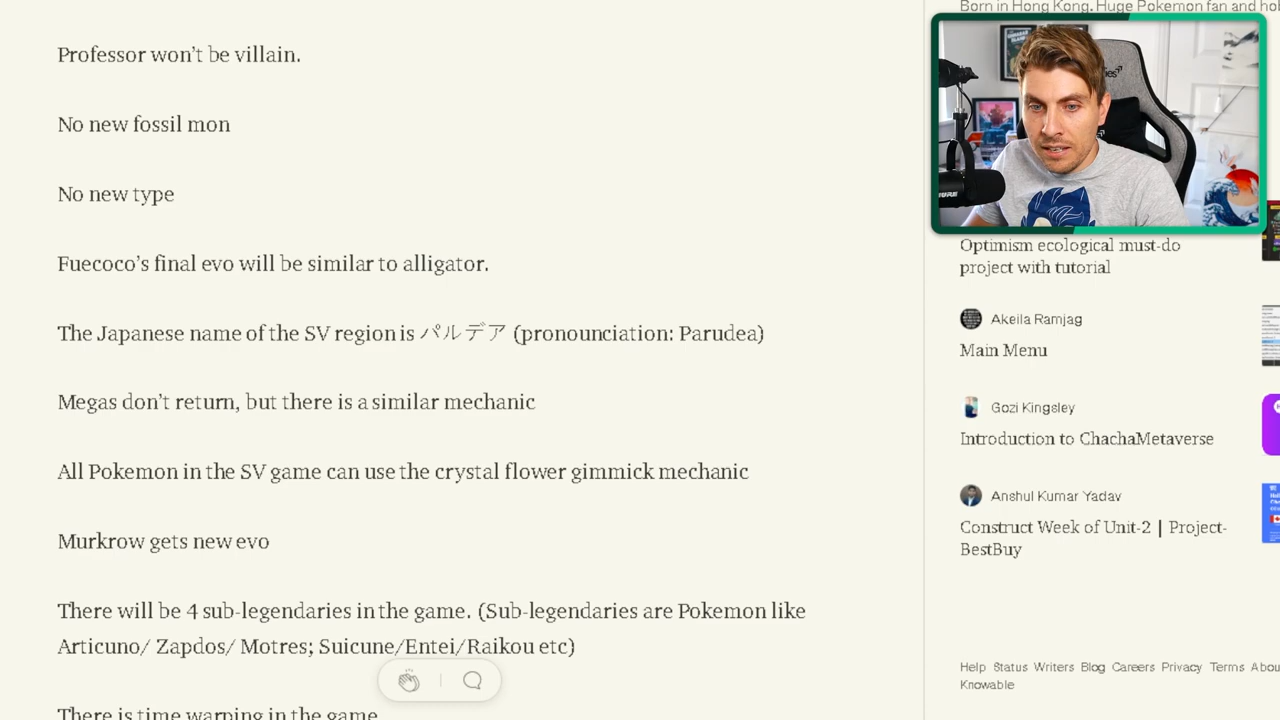 Born in Hong Kong. Huge Pokemon fan and
Professor won't be villain.
No new fossil mon
No new type
Fuecoco's final evo will be similar to alligator.
The Japanese name of the SV region is パルデア (pronounciation: Parudea)
Megas don't return, but there is a similar mechanic
All Pokemon in the SV game can use the crystal flower gimmick mechanic
Murkrow gets new evo
There will be 4 sub-legendaries in the game. (Sub-legendaries are Pokemon like
Articuno/ Zapdos/ Motres; Suicune/Entei/Raikou etc)
There is time warping in the game
Optimism ecological must-do
project with tutorial
Akeila Ramjag
Main Menu
Gozi Kingsley
Introduction to ChachaMetaverse
Anshul Kumar Yadav
Construct Week of Unit-2 | Project-
BestBuy
Help Status Writers Blog Careers Privacy Terms
Knowable